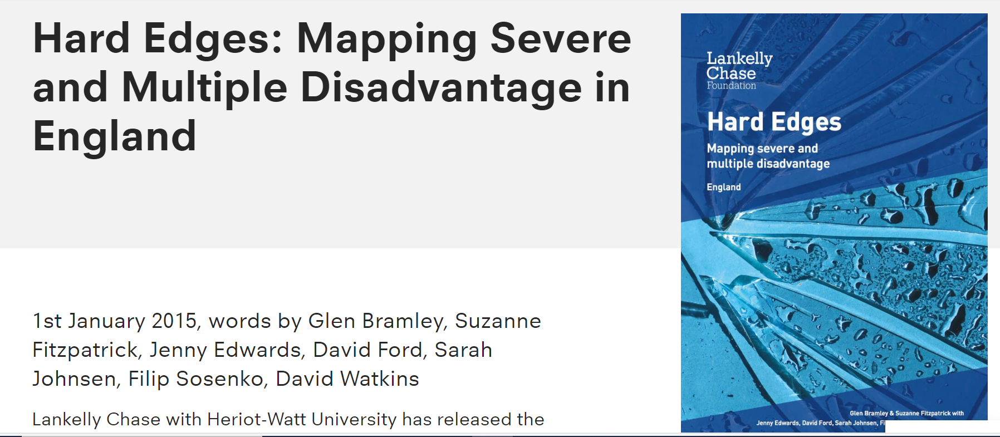 Hard Edges: Mapping Severe
and Multiple Disadvantage in
England
1st January 2015, words by Glen Bramley, Suzanne
Fitzpatrick, Jenny Edwards, David Ford, Sarah
Johnsen, Filip Sosenko, David Watkins
Lankelly Chase with Heriot-Watt University has released the
Lankelly
Chase
Foundation
Hard Edges
Mapping severe and
multiple disadvantage
England
Glen Bramley & Suzanne Fitzpatrick with
Jenny Edwards, David Ford, Sarah Johnsen,